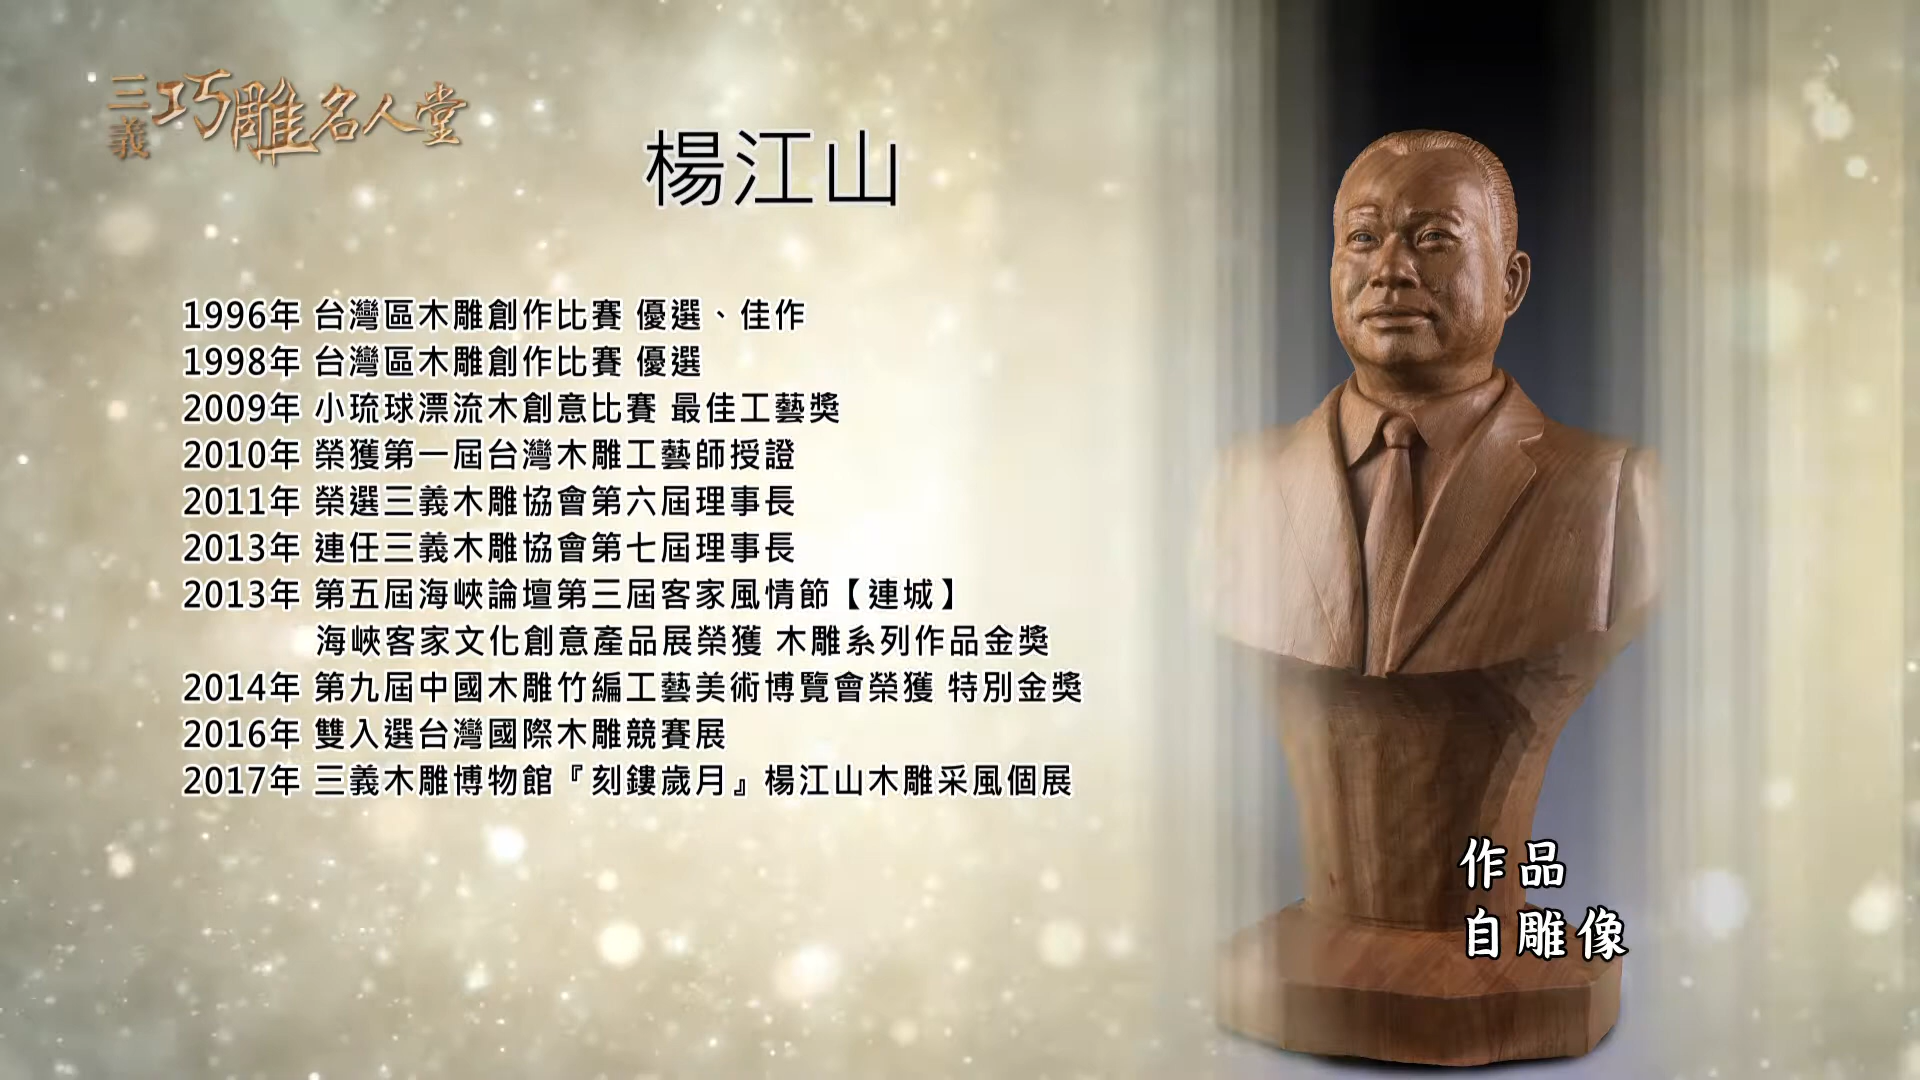 三義巧雕名人堂
楊江山
1996年 台灣區木雕創作比賽 優選、佳作
1998年 台灣區木雕創作比賽 優選
2009年 小琉球漂流木創意比賽 最佳工藝獎
2010年 榮獲第一屆台灣木雕工藝師授證
2011年 榮選三義木雕協會第六屆理事長
2013年 連任三義木雕協會第七屆理事長
2013年 第五屆海峽論壇第三屆客家風情節【連城】
海峽客家文化創意產品展榮獲 木雕系列作品金獎
2014年 第九屆中國木雕竹編工藝美術博覽會榮獲 特別金獎
2016年 雙入選台灣國際木雕競賽展
2017年 三義木雕博物館『刻鏤歲月』楊江山木雕采風個展
作品
自雕像